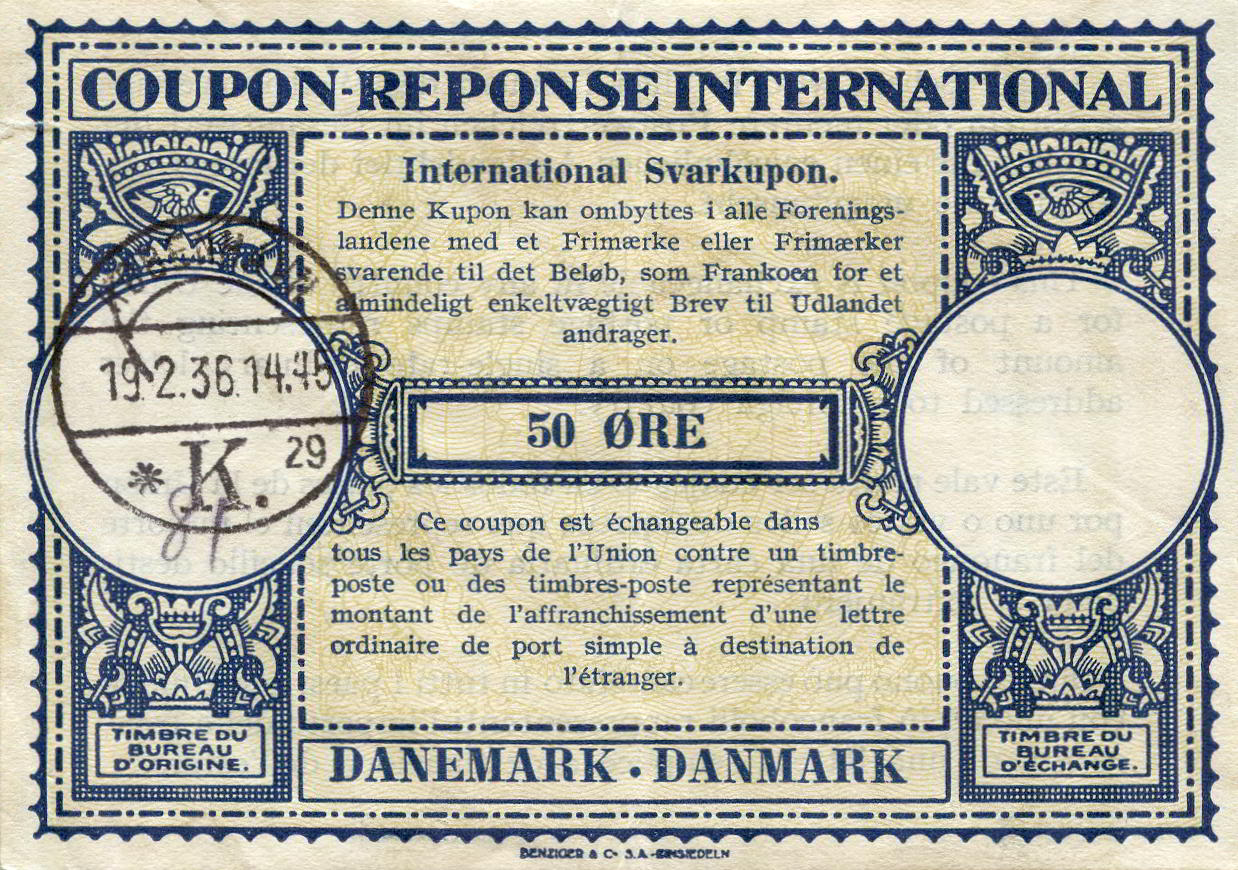 COUPON-REPONSE INTERNATIONAL
International Svarkupon.
Denne Kupon kan ombyttes i alle Forenings-
landene med et Frimærke eller Frimærker
svarende til det Beløb, som Frankoen for et
almindeligt enkeltvægtigt Brev til Udlandet
andrager.
19.2.36.14.45
K. 29
50 ØRE
Ce coupon est échangeable dans
tous les pays de l'Union contre un timbre-
poste ou des timbres-poste représentant le
montant de l'affranchissement d'une lettre
ordinaire de port simple à destination de
l'étranger.
TIMBRE DU
BUREAU
D'ORIGINE.
TIMBRE DU
BUREAU
D'ÉCHANGE.
DANEMARK · DANMARK
BENZIGER & Co S.A. - EINSIEDELN